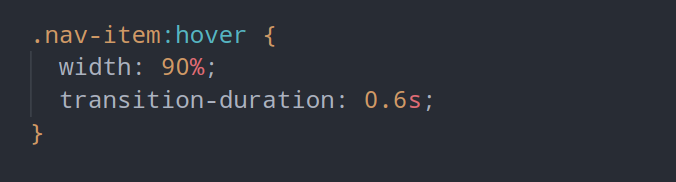 .nav-item:hover {
  width: 90%;
  transition-duration: 0.6s;
}